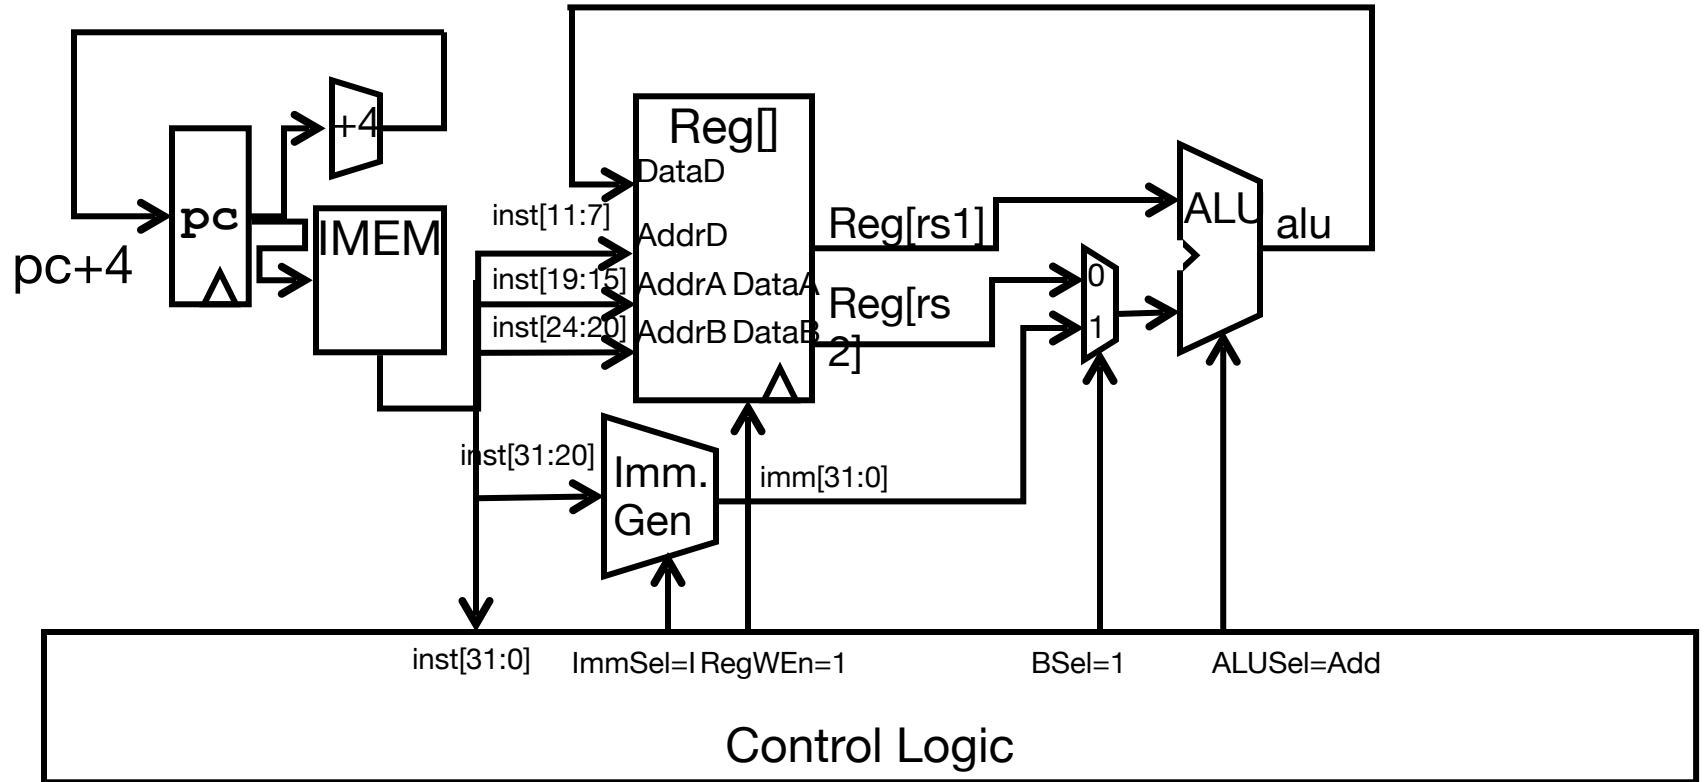 +4
pc
pc+4
IMEM
Reg[]
DataD
inst[11:7]
AddrD
inst[19:15]
AddrA DataA
inst[24:20]
AddrB DataB
Reg[rs1]
Reg[rs
2]
0
1
ALU
alu
inst[31:20]
Imm.
Gen
imm[31:0]
inst[31:0]
ImmSel=I
RegWEn=1
BSel=1
ALUSel=Add
Control Logic